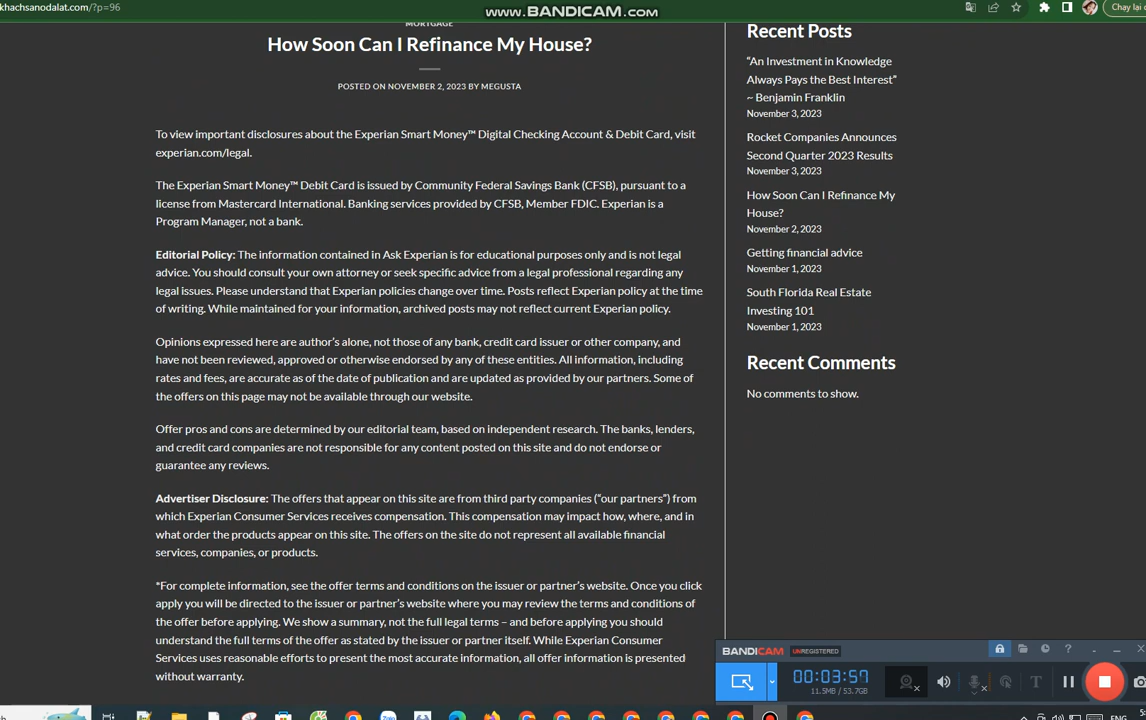 khachsanodalat.com/?p=96
www.BANDICAM.com
Chạy lại
MORTGAGE
How Soon Can I Refinance My House?
POSTED ON NOVEMBER 2, 2023 BY MEGUSTA
To view important disclosures about the Experian Smart Money™ Digital Checking Account & Debit Card, visit
experian.com/legal.
The Experian Smart Money™ Debit Card is issued by Community Federal Savings Bank (CFSB), pursuant to a
license from Mastercard International. Banking services provided by CFSB, Member FDIC. Experian is a
Program Manager, not a bank.
Editorial Policy: The information contained in Ask Experian is for educational purposes only and is not legal
advice. You should consult your own attorney or seek specific advice from a legal professional regarding any
legal issues. Please understand that Experian policies change over time. Posts reflect Experian policy at the time
of writing. While maintained for your information, archived posts may not reflect current Experian policy.
Opinions expressed here are author’s alone, not those of any bank, credit card issuer or other company, and
have not been reviewed, approved or otherwise endorsed by any of these entities. All information, including
rates and fees, are accurate as of the date of publication and are updated as provided by our partners. Some of
the offers on this page may not be available through our website.
Offer pros and cons are determined by our editorial team, based on independent research. The banks, lenders,
and credit card companies are not responsible for any content posted on this site and do not endorse or
guarantee any reviews.
Advertiser Disclosure: The offers that appear on this site are from third party companies (“our partners”) from
which Experian Consumer Services receives compensation. This compensation may impact how, where, and in
what order the products appear on this site. The offers on the site do not represent all available financial
services, companies, or products.
*For complete information, see the offer terms and conditions on the issuer or partner’s website. Once you click
apply you will be directed to the issuer or partner’s website where you may review the terms and conditions of
the offer before applying. We show a summary, not the full legal terms – and before applying you should
understand the full terms of the offer as stated by the issuer or partner itself. While Experian Consumer
Services uses reasonable efforts to present the most accurate information, all offer information is presented
without warranty.
Recent Posts
“An Investment in Knowledge
Always Pays the Best Interest”
~ Benjamin Franklin
November 3, 2023
Rocket Companies Announces
Second Quarter 2023 Results
November 3, 2023
How Soon Can I Refinance My
House?
November 2, 2023
Getting financial advice
November 1, 2023
South Florida Real Estate
Investing 101
November 1, 2023
Recent Comments
No comments to show.
BANDICAM UNREGISTERED
00:03:57
11.5MB / 53.7GB
ENG